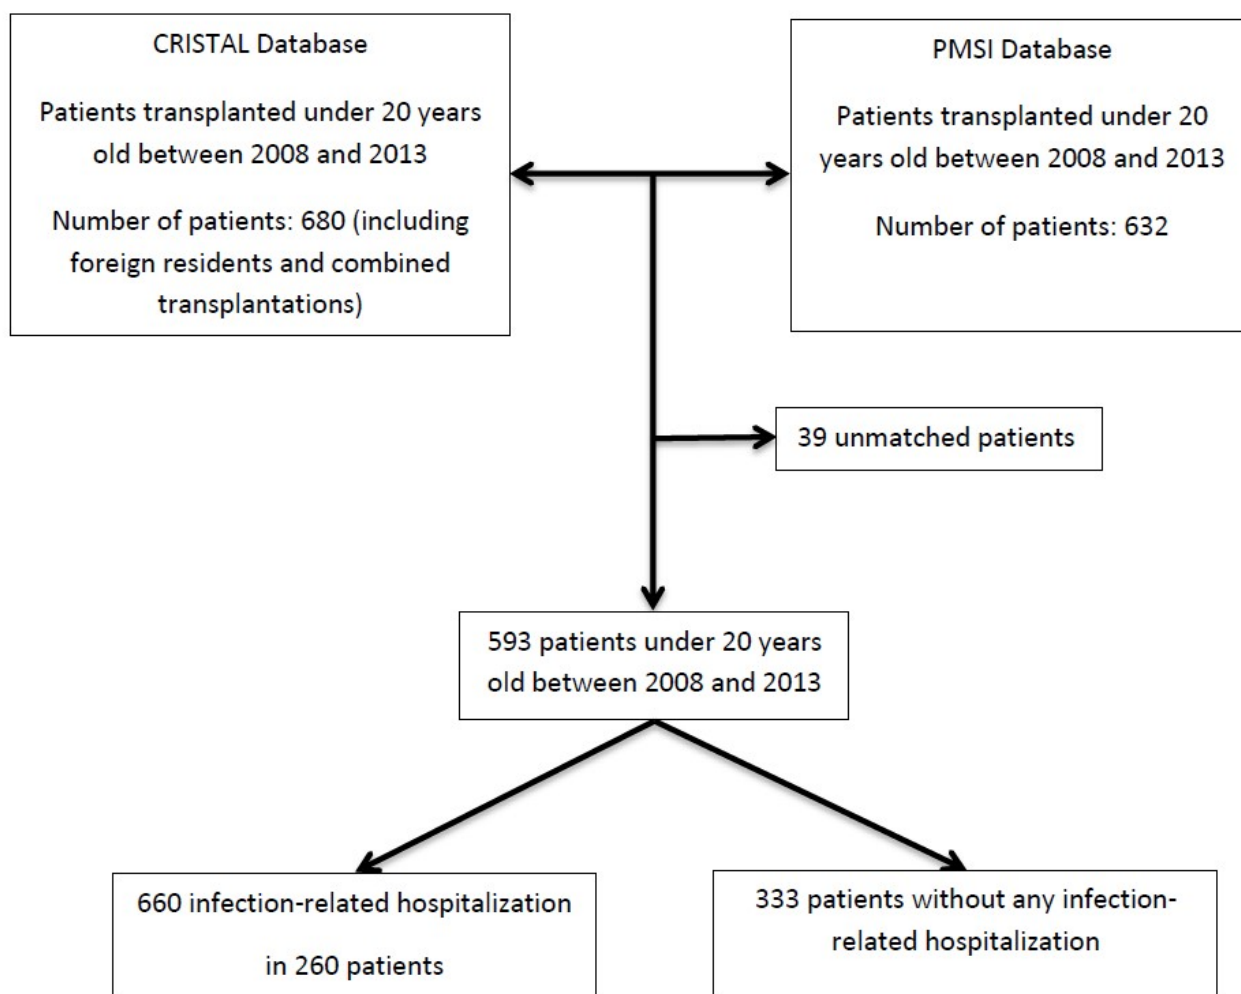 CRISTAL Database
Patients transplanted under 20 years
old between 2008 and 2013
Number of patients: 680 (including
foreign residents and combined
transplantations)
PMSI Database
Patients transplanted under 20
years old between 2008 and 2013
Number of patients: 632
39 unmatched patients
593 patients under 20 years
old between 2008 and 2013
660 infection-related hospitalization
in 260 patients
333 patients without any infection-
related hospitalization